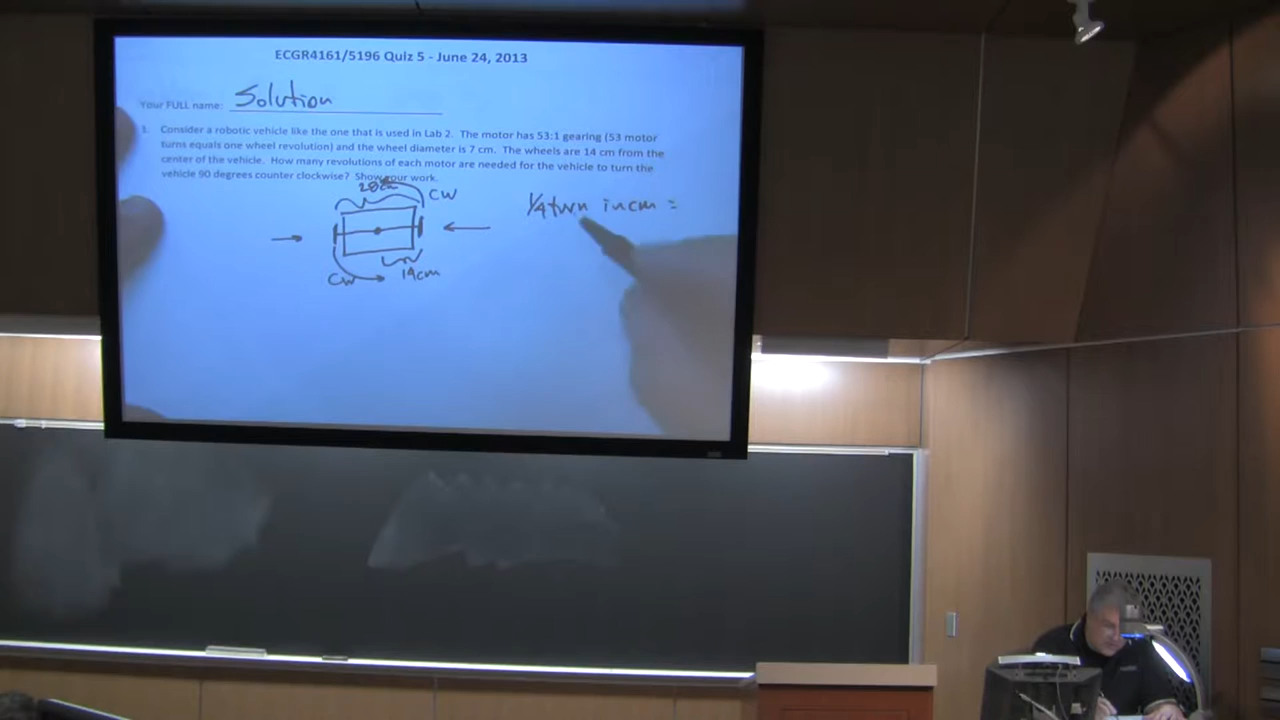 ECGR4161/5196 Quiz 5 - June 24, 2013
Your FULL name: Solution
1. Consider a robotic vehicle like the one that is used in Lab 2. The motor has 53:1 gearing (53 motor
turns equals one wheel revolution) and the wheel diameter is 7 cm. The wheels are 14 cm from the
center of the vehicle. How many revolutions of each motor are needed for the vehicle to turn the
vehicle 90 degrees counter clockwise? Show your work.
28cm
CW
1/4 turn in cm =
CW
14cm